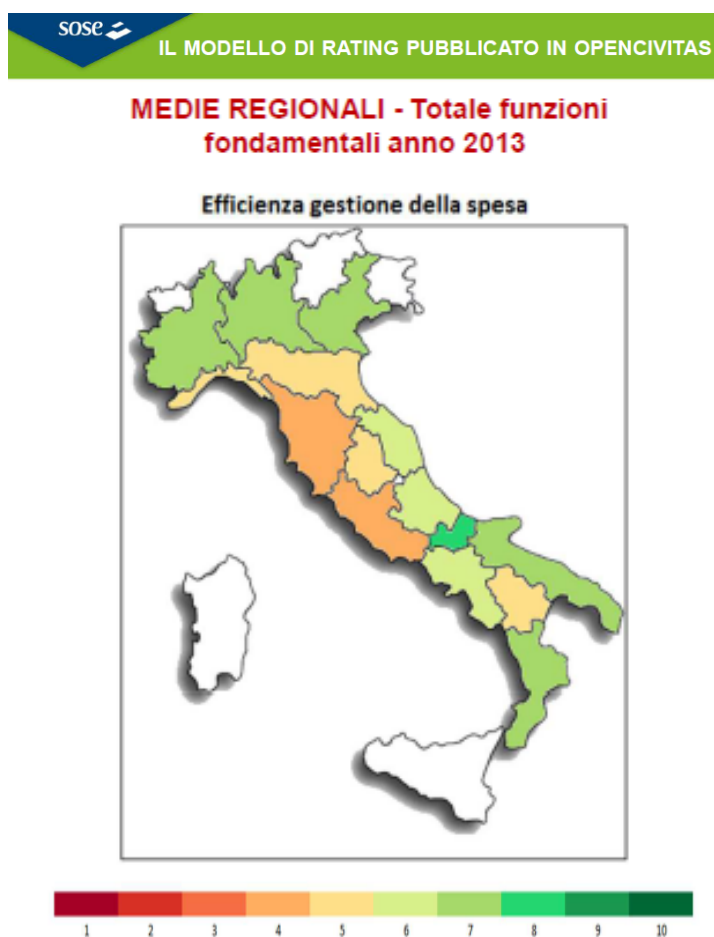 sose
IL MODELLO DI RATING PUBBLICATO IN OPENCIVITAS
MEDIE REGIONALI - Totale funzioni
fondamentali anno 2013
Efficienza gestione della spesa
1 2 3 4 5 6 7 8 9 10